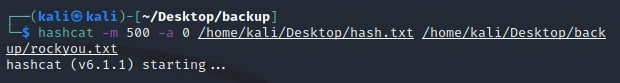 ┌──(kali㉿kali)-[~/Desktop/backup]
└─$ hashcat -m 500 -a 0 /home/kali/Desktop/hash.txt /home/kali/Desktop/back
up/rockyou.txt
hashcat (v6.1.1) starting...